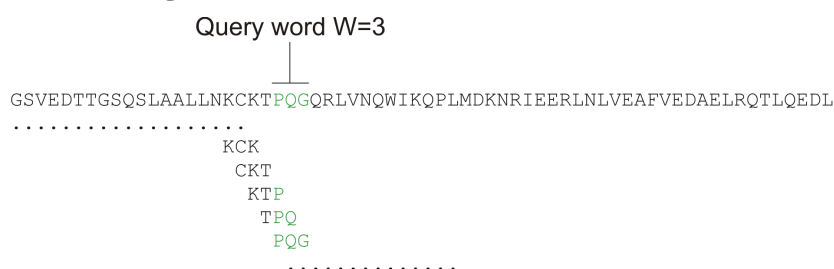 Query word W=3
GSVEDTTGSQSLAALLNKCKTPQGQRLVNQWIKQPLMDKNRIEERLNLVEAFVEDAELRQTLQEDL
...................
KCK
CKT
KTP
TPQ
PQG
..............